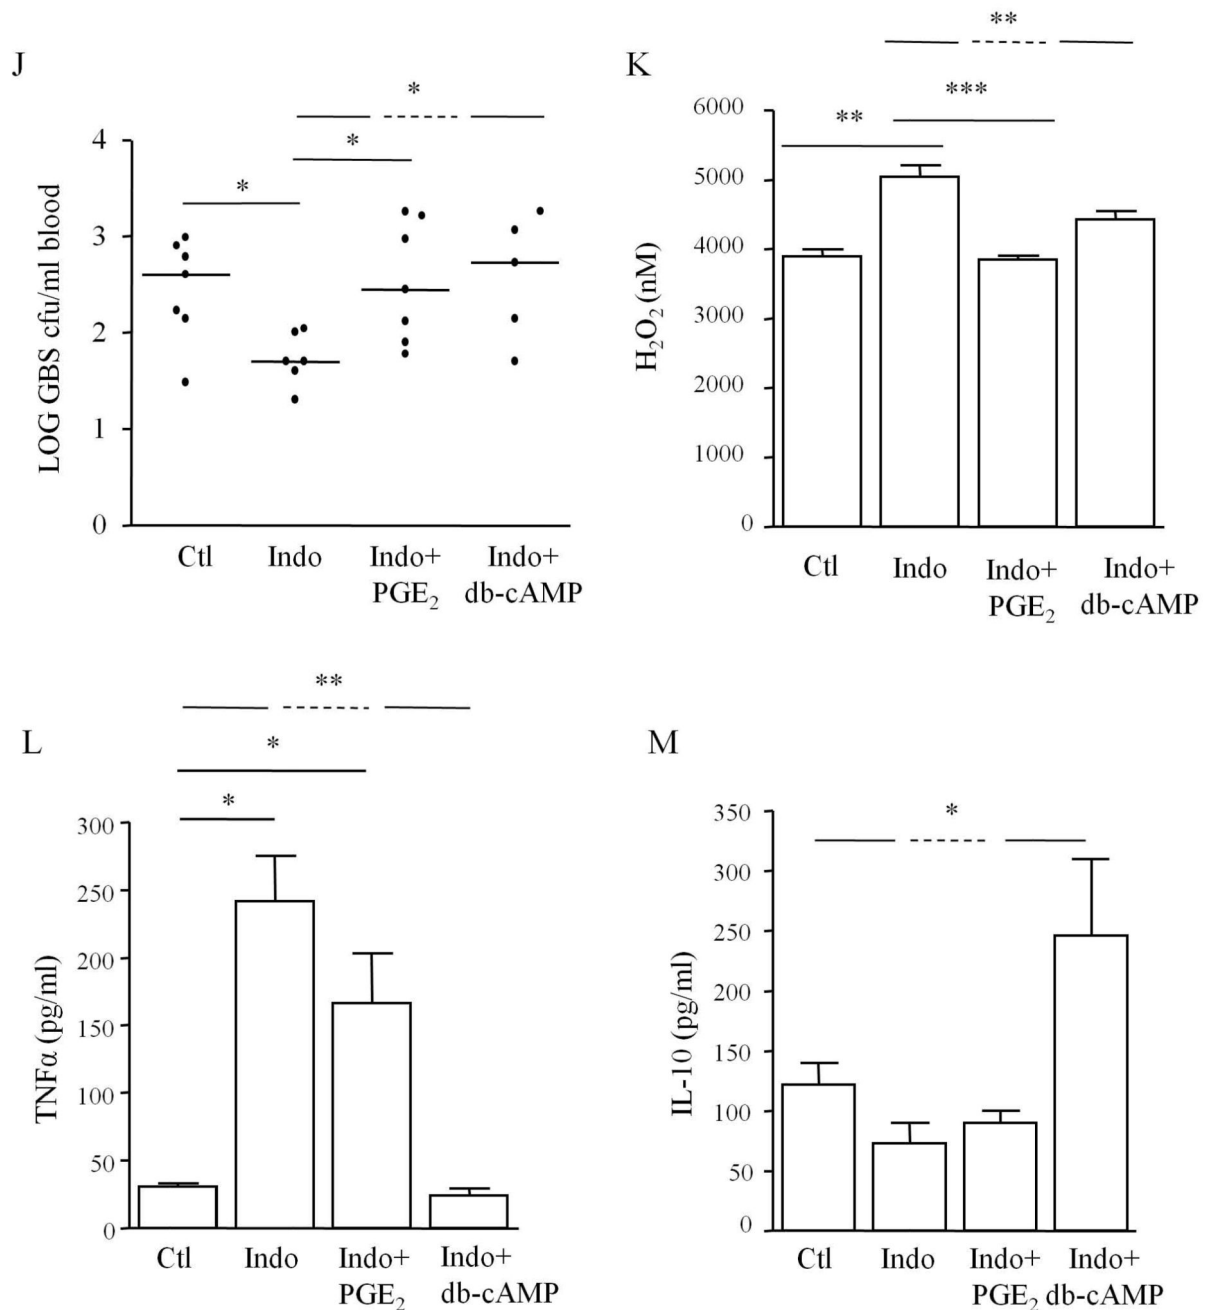 J
*
*
*
4
3
2
1
0
LOG GBS cfu/ml blood
Ctl
Indo
Indo+
PGE₂
Indo+
db-cAMP
K
**
***
**
6000
5000
4000
3000
2000
1000
0
H₂O₂ (nM)
Ctl
Indo
Indo+
PGE₂
Indo+
db-cAMP
L
**
*
*
300
250
200
150
100
50
0
TNFα (pg/ml)
Ctl
Indo
Indo+
PGE₂
Indo+
db-cAMP
M
*
350
300
250
200
150
100
50
0
IL-10 (pg/ml)
Ctl
Indo
Indo+
PGE₂
Indo+
db-cAMP